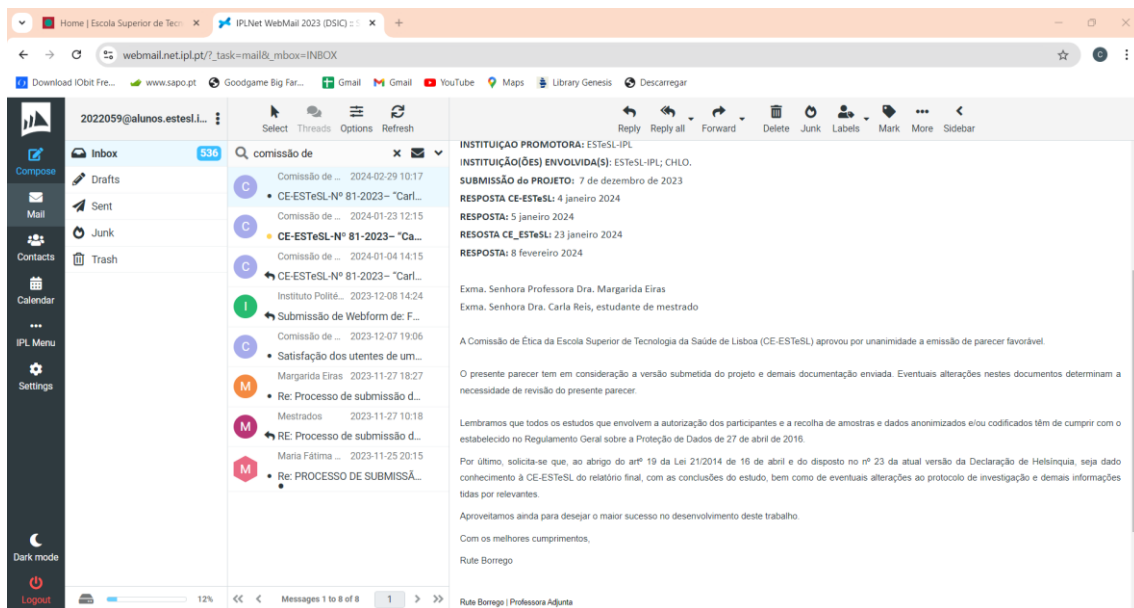 Home | Escola Superior de Tecn
IPLNet WebMail 2023 (DSIC) ::
webmail.net.ipl.pt/?_task=mail&_mbox=INBOX
C
Download IObit Fre...
www.sapo.pt
Goodgame Big Far...
Gmail
Gmail
YouTube
Maps
Library Genesis
Descarregar
Compose
Mail
Contacts
Calendar
IPL Menu
Settings
Dark mode
Logout
2022059@alunos.estesl.i...
Inbox 536
Drafts
Sent
Junk
Trash
12%
Select
Threads
Options
Refresh
comissão de
C
Comissão de ... 2024-02-29 10:17
CE-ESTeSL-Nº 81-2023– “Carl...
C
Comissão de ... 2024-01-23 12:15
CE-ESTeSL-Nº 81-2023– “Ca...
C
Comissão de ... 2024-01-04 14:15
CE-ESTeSL-Nº 81-2023– “Carl...
I
Instituto Polité... 2023-12-08 14:24
Submissão de Webform de: F...
C
Comissão de ... 2023-12-07 19:06
Satisfação dos utentes de um...
M
Margarida Eiras 2023-11-27 18:27
Re: Processo de submissão d...
M
Mestrados 2023-11-27 10:18
RE: Processo de submissão d...
M
Maria Fátima ... 2023-11-25 20:15
Re: PROCESSO DE SUBMISSÃ...
Messages 1 to 8 of 8
1
Reply
Reply all
Forward
Delete
Junk
Labels
Mark
More
Sidebar
INSTITUIÇÃO PROMOTORA: ESTeSL-IPL
INSTITUIÇÃO(ÕES) ENVOLVIDA(S): ESTeSL-IPL; CHLO.
SUBMISSÃO do PROJETO: 7 de dezembro de 2023
RESPOSTA CE-ESTeSL: 4 janeiro 2024
RESPOSTA: 5 janeiro 2024
RESOSTA CE_ESTeSL: 23 janeiro 2024
RESPOSTA: 8 fevereiro 2024
Exma. Senhora Professora Dra. Margarida Eiras
Exma. Senhora Dra. Carla Reis, estudante de mestrado
A Comissão de Ética da Escola Superior de Tecnologia da Saúde de Lisboa (CE-ESTeSL) aprovou por unanimidade a emissão de parecer favorável.
O presente parecer tem em consideração a versão submetida do projeto e demais documentação enviada. Eventuais alterações nestes documentos determinam a
necessidade de revisão do presente parecer.
Lembramos que todos os estudos que envolvem a autorização dos participantes e a recolha de amostras e dados anonimizados e/ou codificados têm de cumprir com o
estabelecido no Regulamento Geral sobre a Proteção de Dados de 27 de abril de 2016.
Por último, solicita-se que, ao abrigo do artº 19 da Lei 21/2014 de 16 de abril e do disposto no nº 23 da atual versão da Declaração de Helsínquia, seja dado
conhecimento à CE-ESTeSL do relatório final, com as conclusões do estudo, bem como de eventuais alterações ao protocolo de investigação e demais informações
tidas por relevantes.
Aproveitamos ainda para desejar o maior sucesso no desenvolvimento deste trabalho.
Com os melhores cumprimentos,
Rute Borrego
Rute Borrego | Professora Adjunta